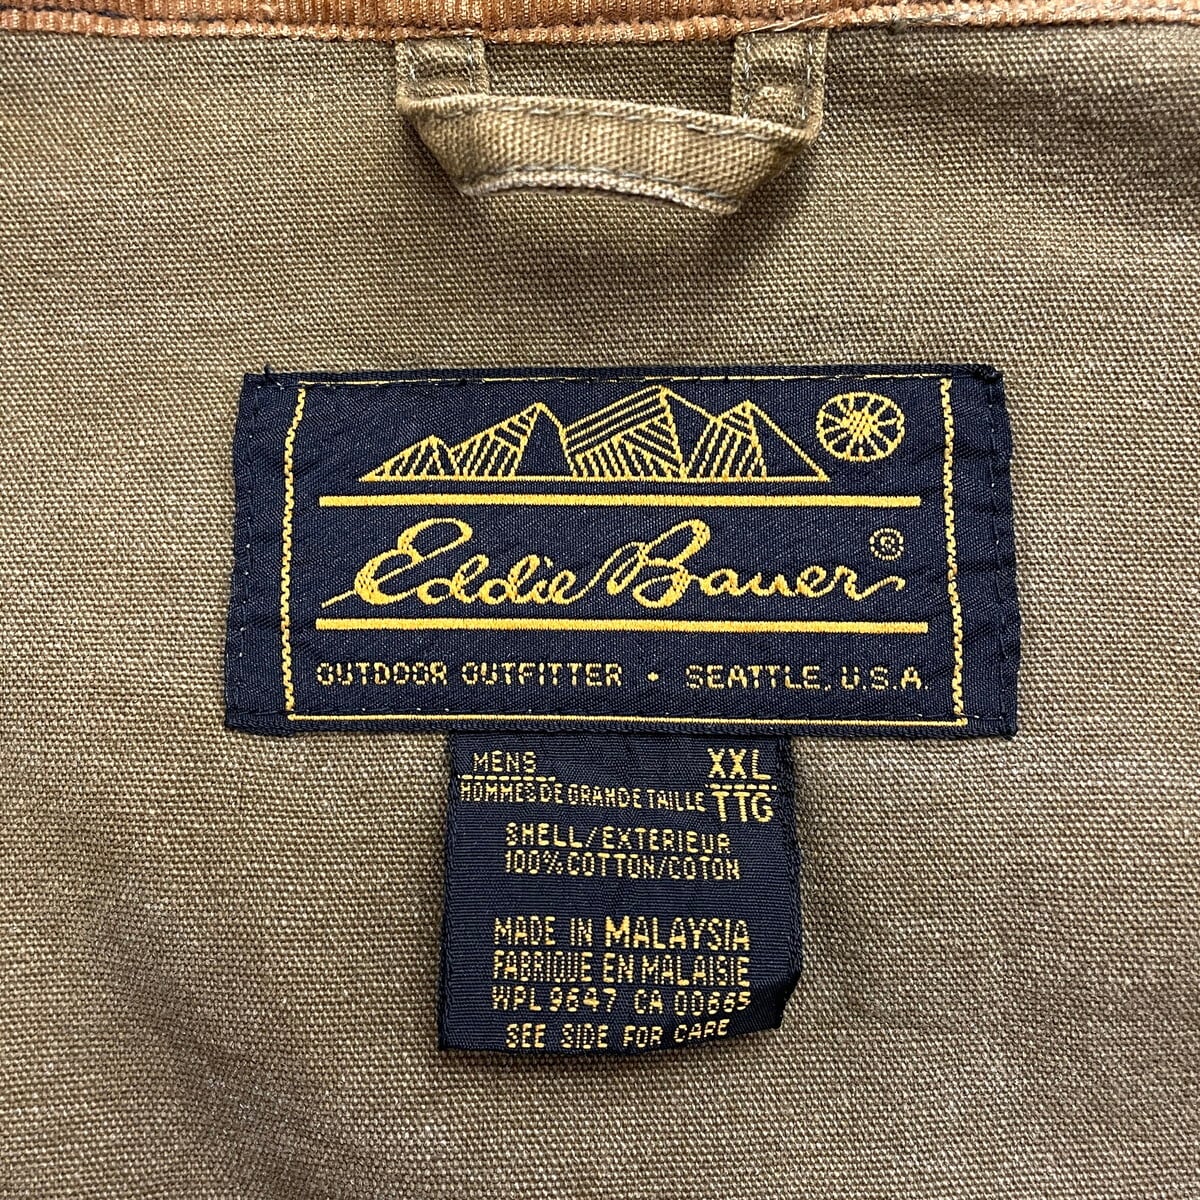 Eddie Bauer®
OUTDOOR OUTFITTER • SEATTLE, U.S.A.
MENS XXL
HOMMES DE GRANDE TAILLE TTG
SHELL/EXTERIEUR
100% COTTON/COTON
MADE IN MALAYSIA
FABRIQUE EN MALAISIE
WPL 9647 CA 00665
SEE SIDE FOR CARE